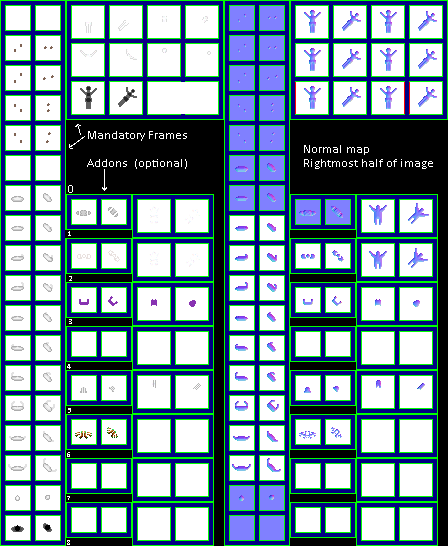 Mandatory Frames
Addons (optional)
Normal map
Rightmost half of image
0
1
2
3
4
5
6
7
8